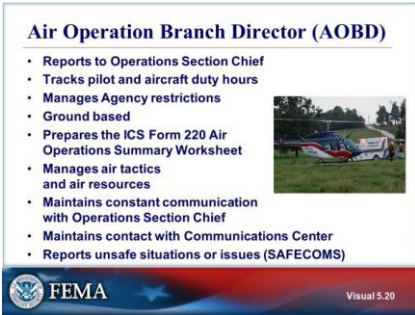 Air Operation Branch Director (AOBD)
• Reports to Operations Section Chief
• Tracks pilot and aircraft duty hours
• Manages Agency restrictions
• Ground based
• Prepares the ICS Form 220 Air
Operations Summary Worksheet
• Manages air tactics
and air resources
• Maintains constant communication
with Operations Section Chief
• Maintains contact with Communications Center
• Reports unsafe situations or issues (SAFECOMS)
FEMA
Visual 5.20